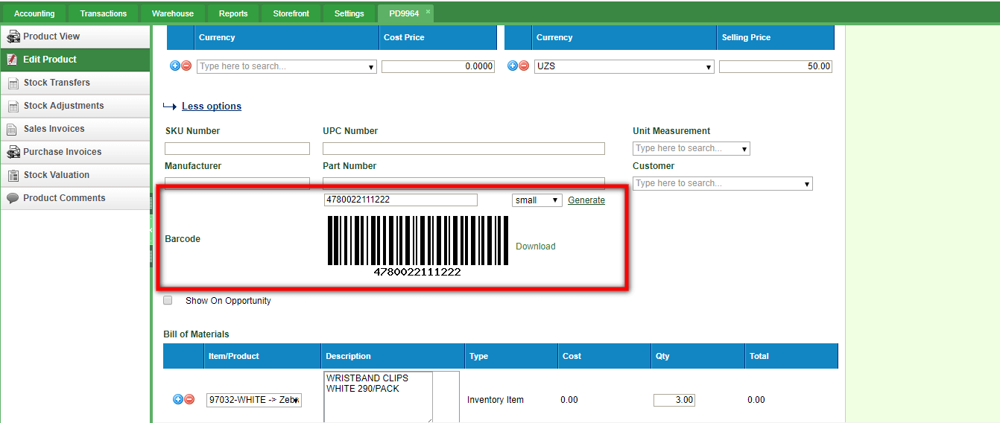 Accounting Transactions Warehouse Reports Storefront Settings PD9964 ×
Product View
Edit Product
Stock Transfers
Stock Adjustments
Sales Invoices
Purchase Invoices
Stock Valuation
Product Comments
Currency Cost Price Currency Selling Price
Type here to search... 0.0000 UZS 50.00
Less options
SKU Number UPC Number Unit Measurement
Type here to search...
Manufacturer Part Number Customer
Type here to search...
4780022111222 small Generate
Barcode Download
4780022111222
Show On Opportunity
Bill of Materials
Item/Product Description Type Cost Qty Total
WRISTBAND CLIPS
WHITE 290/PACK
97032-WHITE -> Zebra Inventory Item 0.00 3.00 0.00